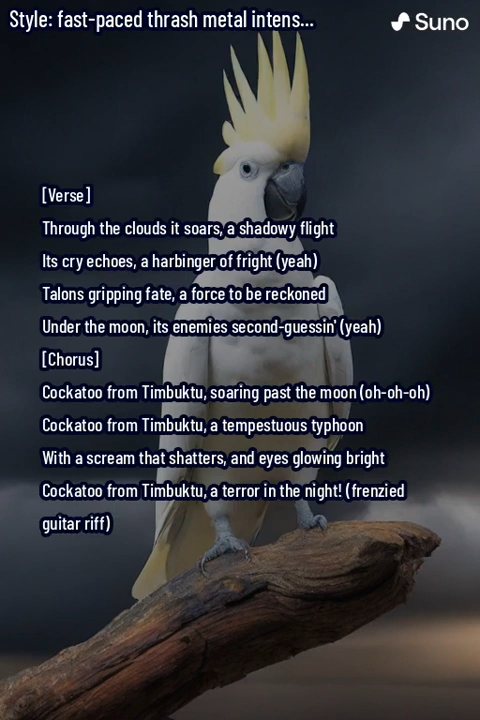 Style: fast-paced thrash metal intens...
Suno
[Verse]
Through the clouds it soars, a shadowy flight
Its cry echoes, a harbinger of fright (yeah)
Talons gripping fate, a force to be reckoned
Under the moon, its enemies second-guessin' (yeah)
[Chorus]
Cockatoo from Timbuktu, soaring past the moon (oh-oh-oh)
Cockatoo from Timbuktu, a tempestuous typhoon
With a scream that shatters, and eyes glowing bright
Cockatoo from Timbuktu, a terror in the night! (frenzied
guitar riff)